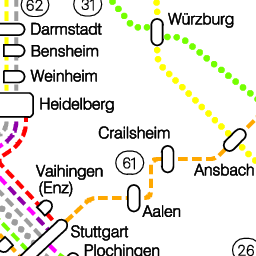 62
31
Würzburg
Darmstadt
Bensheim
Weinheim
Heidelberg
Crailsheim
61
Ansbach
Vaihingen
(Enz)
Aalen
Stuttgart
Plochingen
26